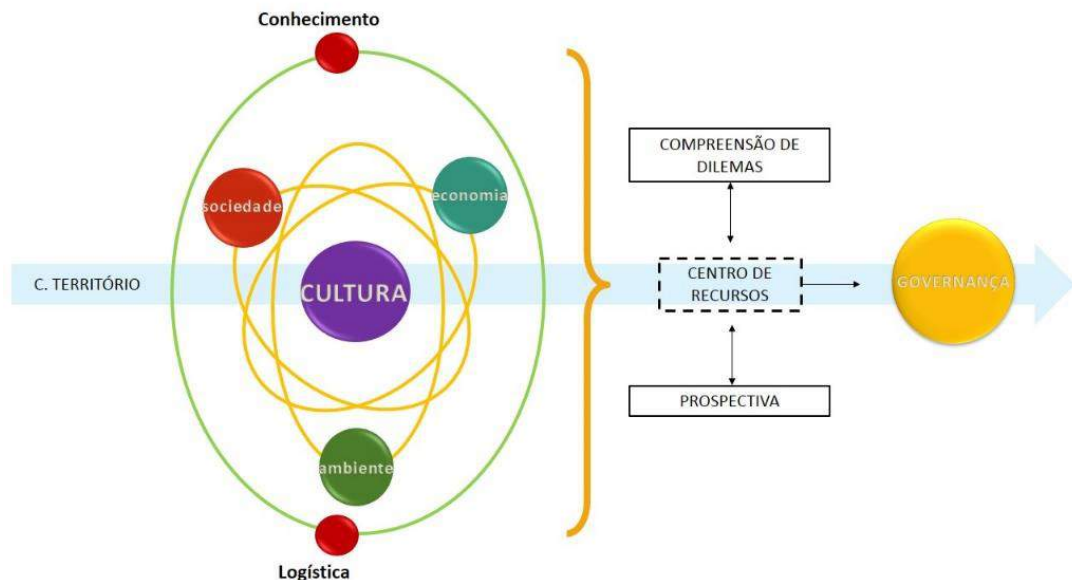 Conhecimento
sociedade
economia
C. TERRITÓRIO
CULTURA
ambiente
Logística
COMPREENSÃO DE
DILEMAS
CENTRO DE
RECURSOS
PROSPECTIVA
GOVERNANÇA